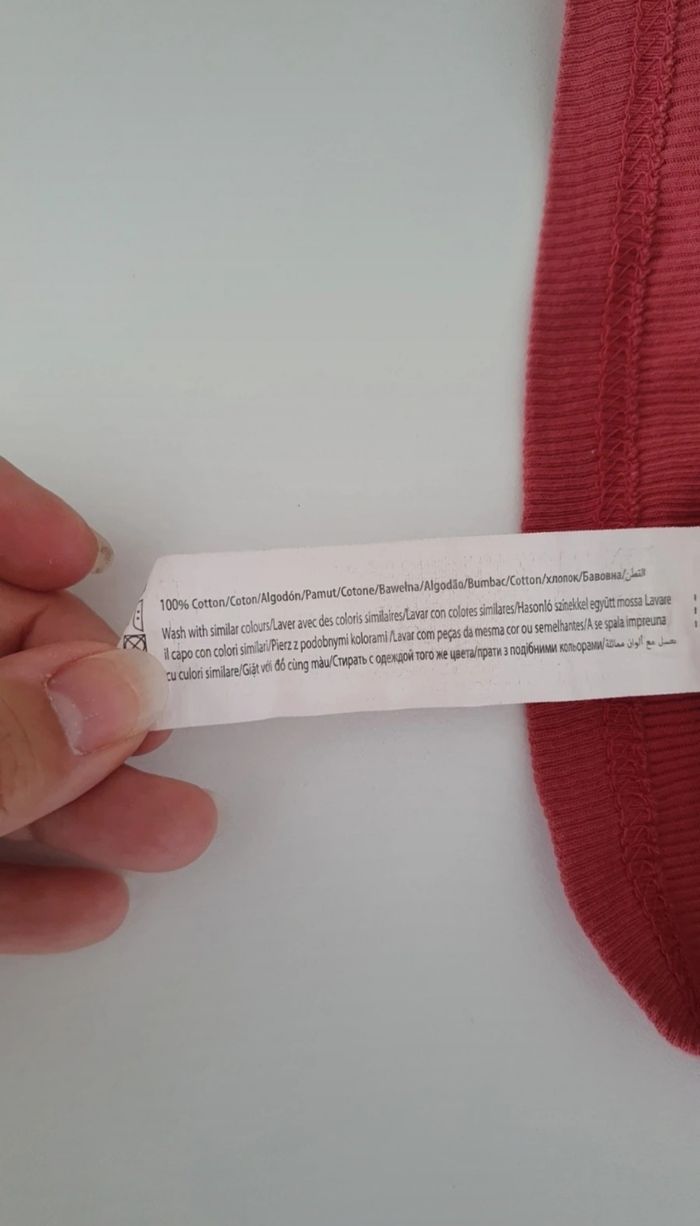 100% Cotton/Coton/Algodón/Pamut/Cotone/Bawełna/Algodão/Bumbac/Cotton/хлопок/Бавовна/القطن
Wash with similar colours/Laver avec des coloris similaires/Lavar con colores similares/Hasonló színekkel együtt mossa Lavare
il capo con colori similari/Pierz z podobnymi kolorami /Lavar com peças da mesma cor ou semelhantes/A se spala impreuna
cu culori similare/Giặt với đồ cùng màu/Стирать с одеждой того же цвета/прати з подібними кольорами/تغسل مع ألوان مماثلة